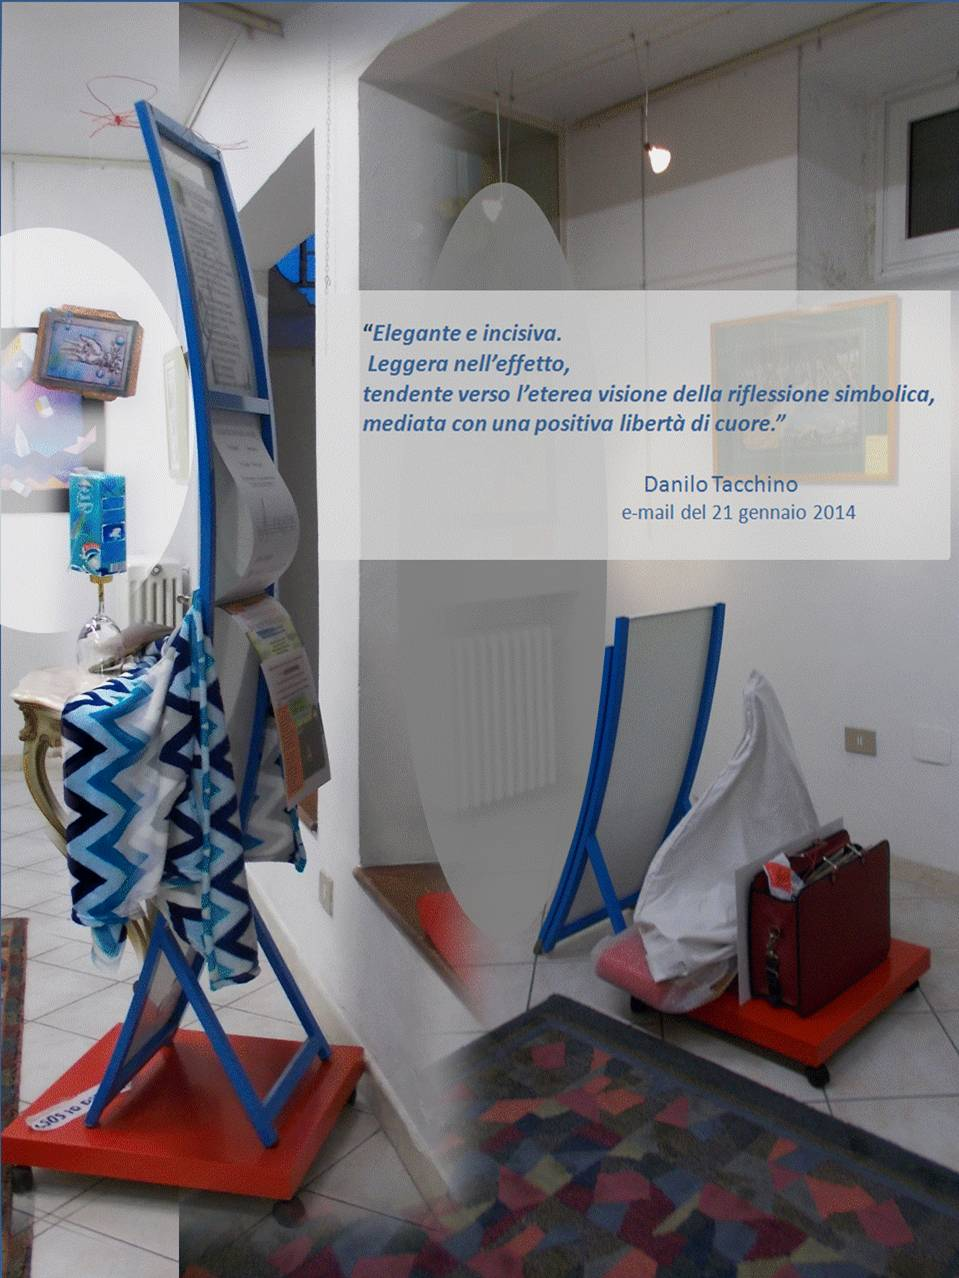 “Elegante e incisiva.
Leggera nell’effetto,
tendente verso l’eterea visione della riflessione simbolica,
mediata con una positiva libertà di cuore.”
Danilo Tacchino
e-mail del 21 gennaio 2014